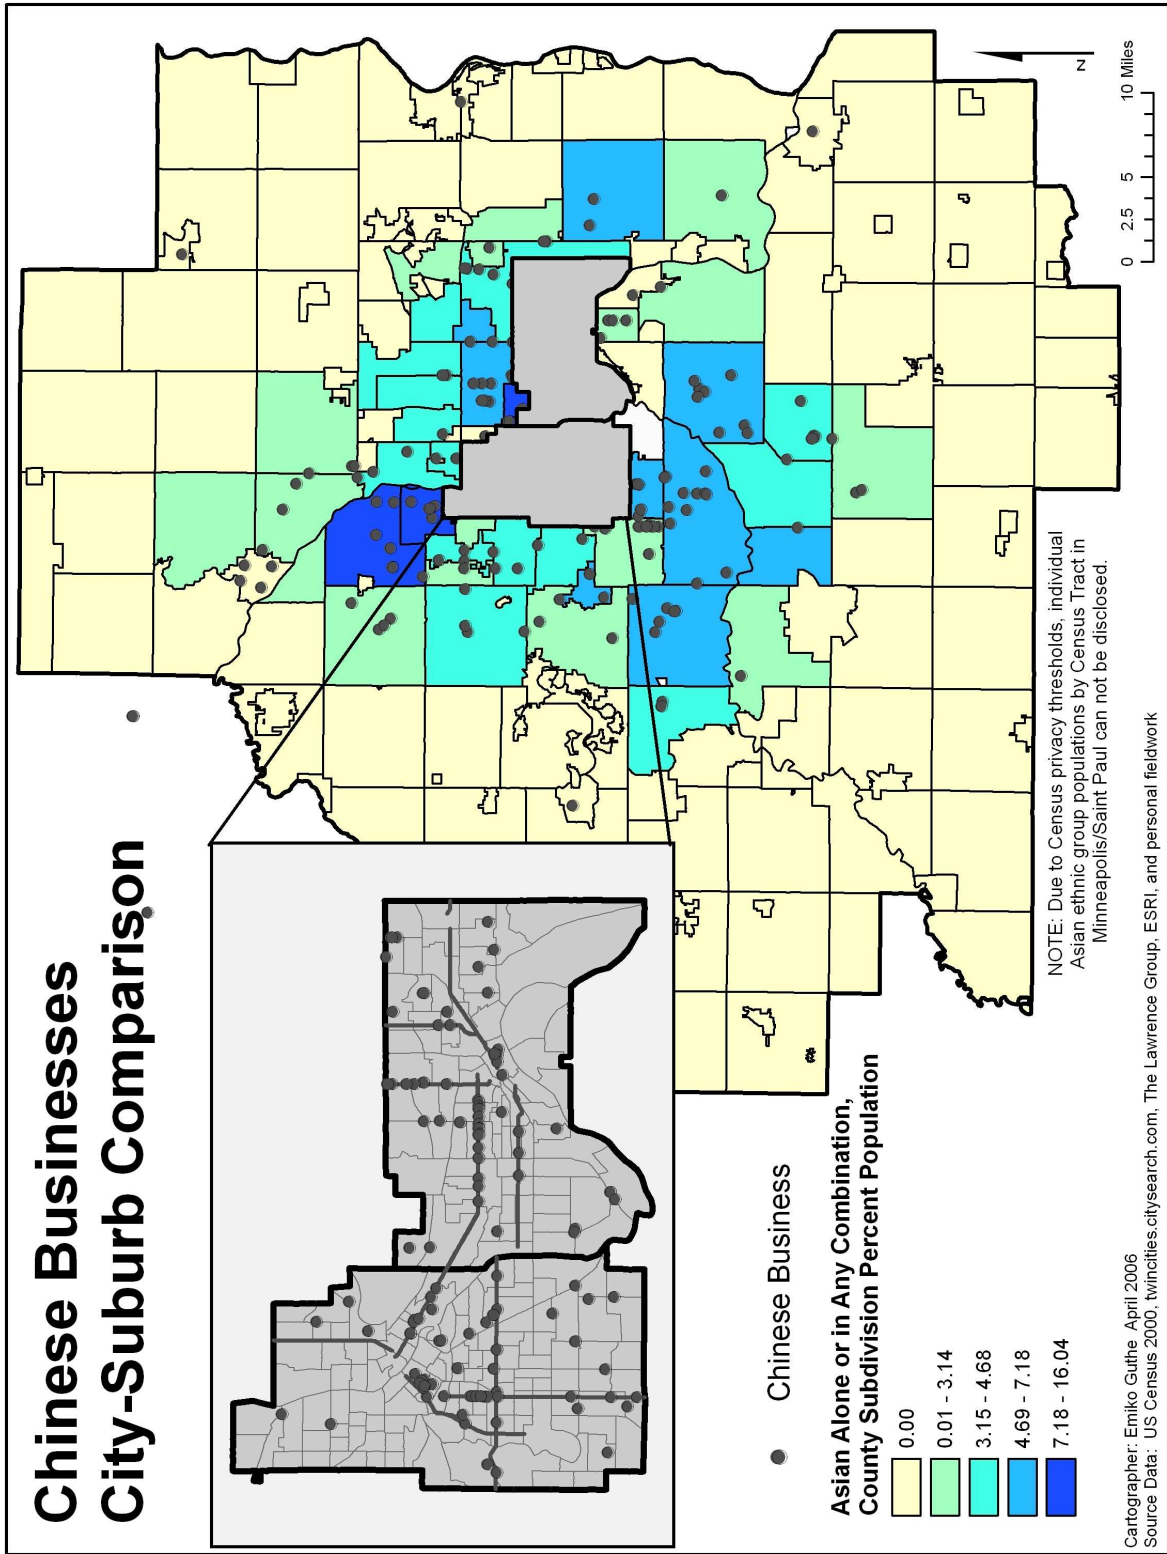 Chinese Businesses
City-Suburb Comparison
Chinese Business
Asian Alone or in Any Combination,
County Subdivision Percent Population
0.00
0.01 - 3.14
3.15 - 4.68
4.69 - 7.18
7.18 - 16.04
NOTE: Due to Census privacy thresholds, individual
Asian ethnic group populations by Census Tract in
Minneapolis/Saint Paul can not be disclosed.
0 2.5 5 10 Miles
N
Cartographer: Emiko Guthe April 2006
Source Data: US Census 2000, twincities.citysearch.com, The Lawrence Group, ESRI, and personal fieldwork